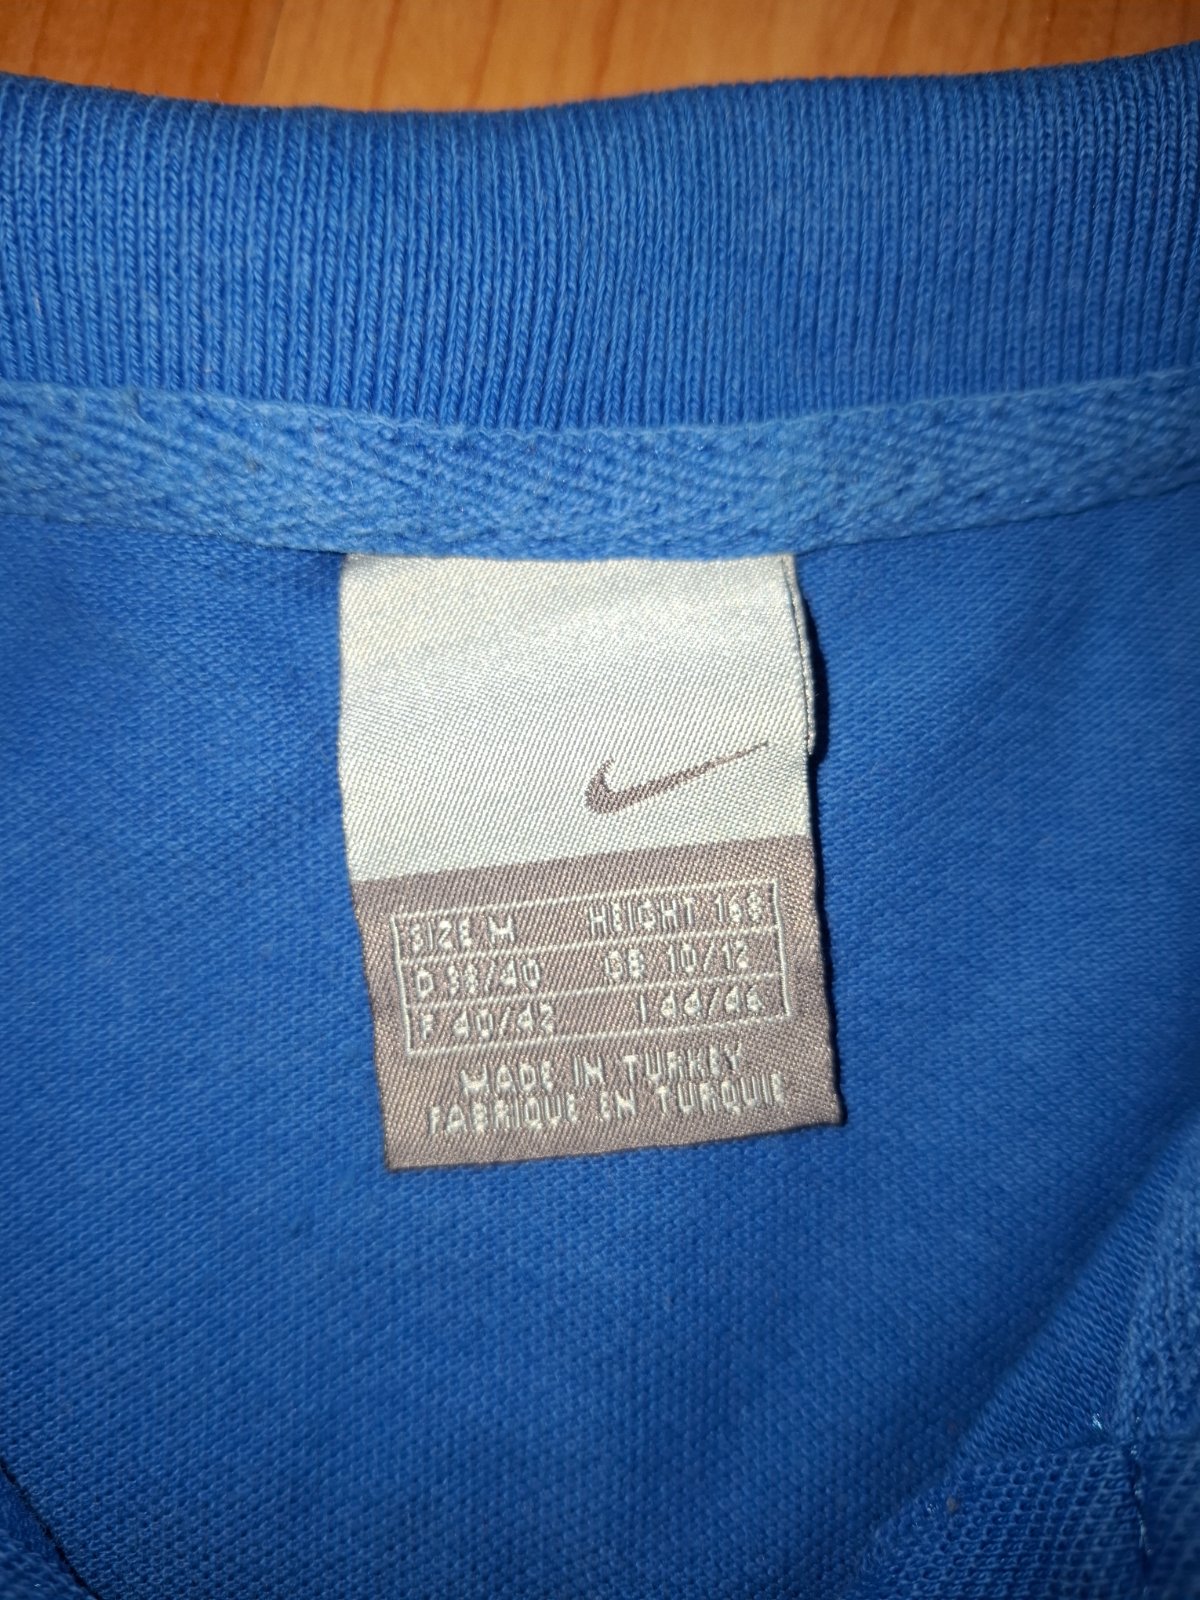 SIZE M HEIGHT 168
D 38/40 GB 10/12
F 40/42 I 44/46
MADE IN TURKEY
FABRIQUE EN TURQUIE